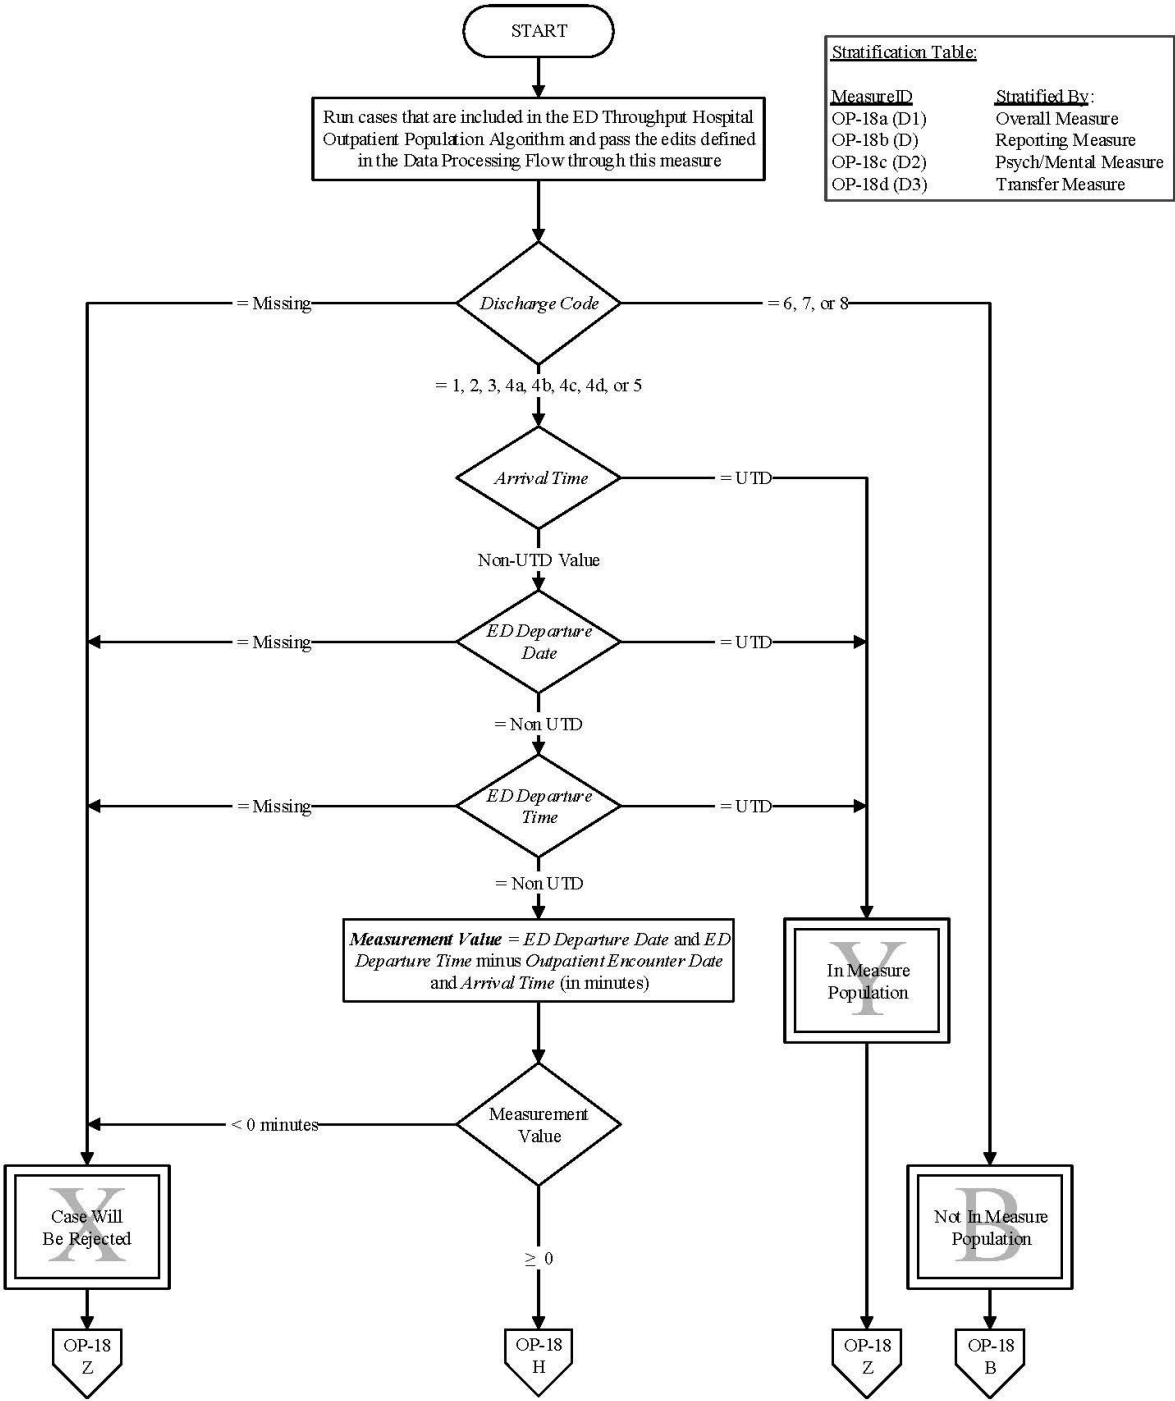 START
Stratification Table:
MeasureID Stratified By:
OP-18a (D1) Overall Measure
OP-18b (D) Reporting Measure
OP-18c (D2) Psych/Mental Measure
OP-18d (D3) Transfer Measure
Run cases that are included in the ED Throughput Hospital
Outpatient Population Algorithm and pass the edits defined
in the Data Processing Flow through this measure
= Missing
Discharge Code
= 6, 7, or 8
= 1, 2, 3, 4a, 4b, 4c, 4d, or 5
Arrival Time
= UTD
Non-UTD Value
= Missing
ED Departure
Date
= UTD
= Non UTD
= Missing
ED Departure
Time
= UTD
= Non UTD
Measurement Value = ED Departure Date and ED
Departure Time minus Outpatient Encounter Date
and Arrival Time (in minutes)
Y
In Measure
Population
< 0 minutes
Measurement
Value
X
Case Will
Be Rejected
≥ 0
B
Not In Measure
Population
OP-18
Z
OP-18
H
OP-18
Z
OP-18
B